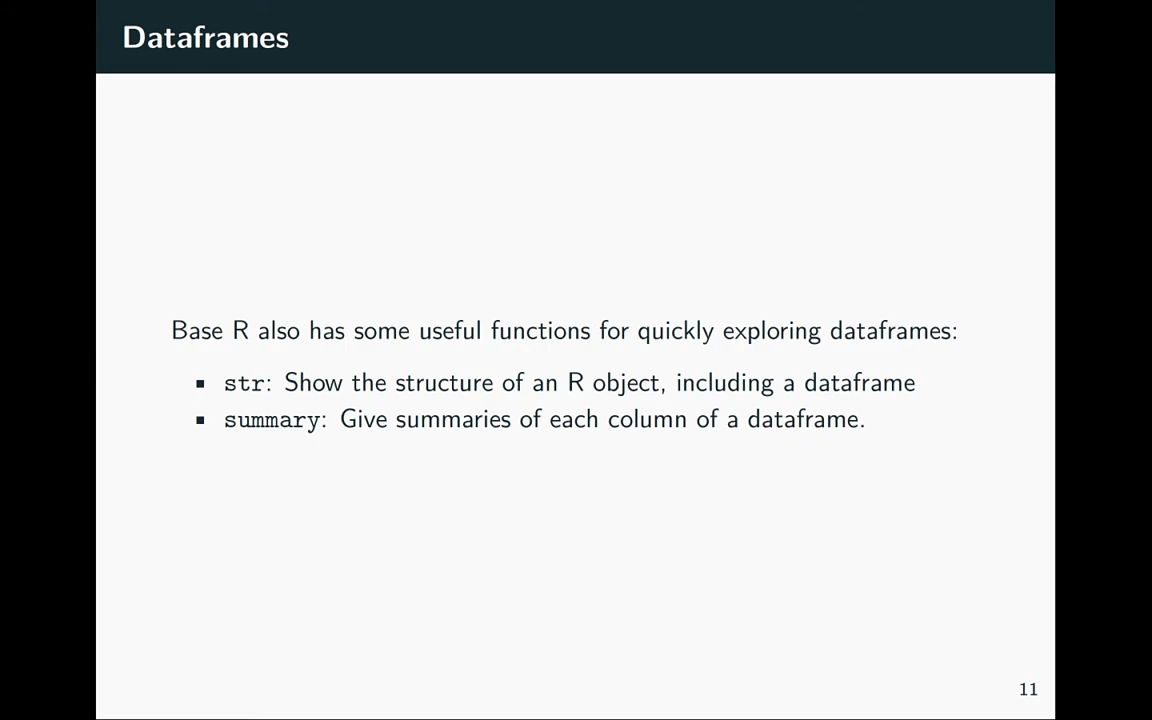 Dataframes
Base R also has some useful functions for quickly exploring dataframes:
▪ str: Show the structure of an R object, including a dataframe
▪ summary: Give summaries of each column of a dataframe.
11